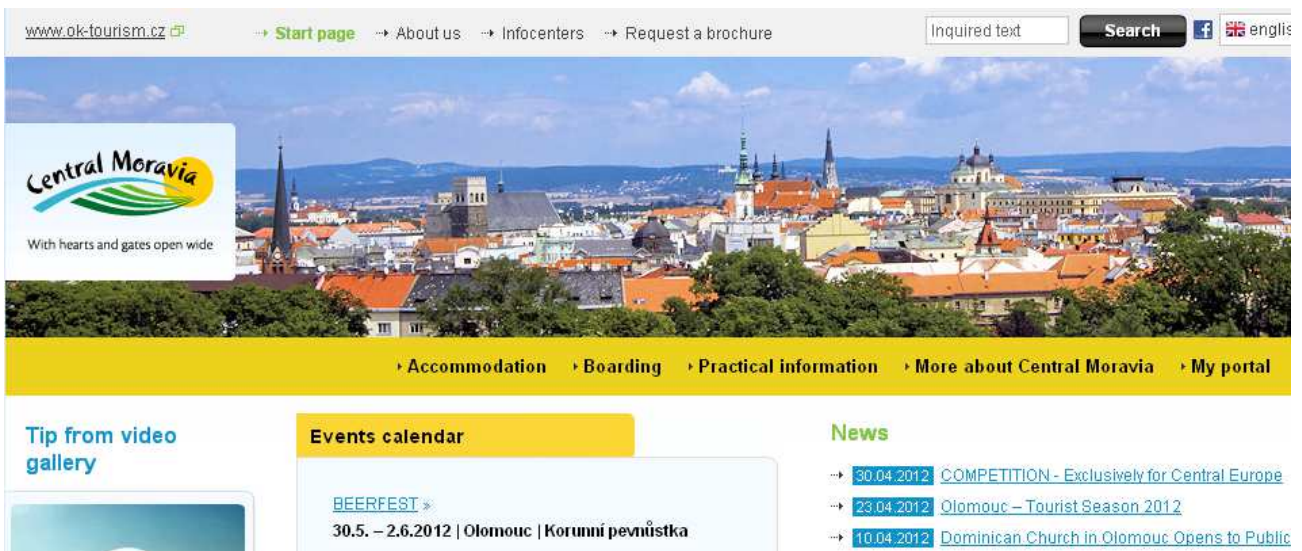 www.ok-tourism.cz
Start page
About us
Infocenters
Request a brochure
Inquired text
Search
englis
Central Moravia
With hearts and gates open wide
Accommodation
Boarding
Practical information
More about Central Moravia
My portal
Tip from video
gallery
Events calendar
BEERFEST »
30.5. – 2.6.2012 | Olomouc | Korunní pevnůstka
News
30.04.2012 COMPETITION - Exclusively for Central Europe
23.04.2012 Olomouc – Tourist Season 2012
10.04.2012 Dominican Church in Olomouc Opens to Public